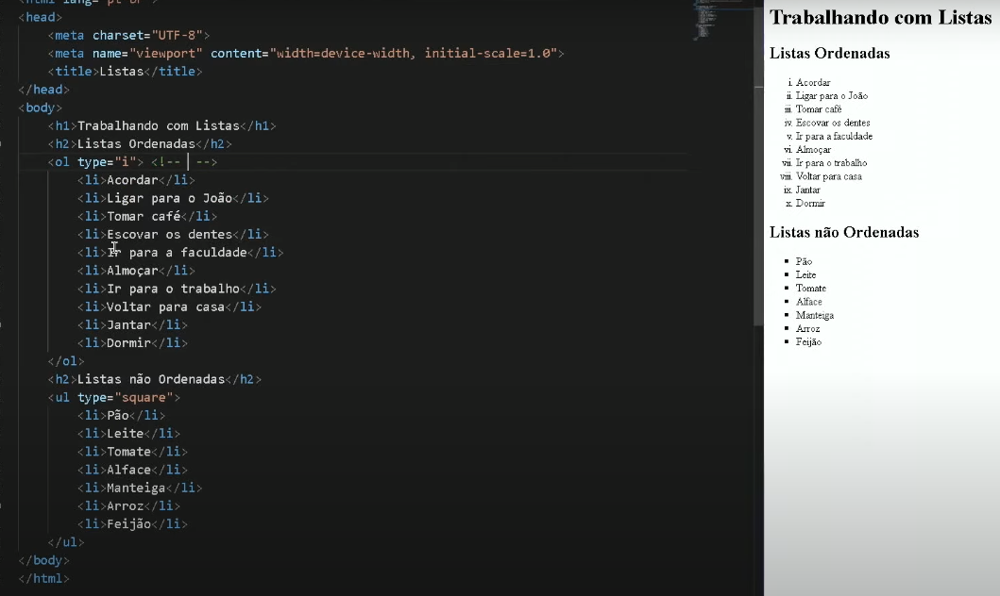 <html lang="pt-br">
<head>
<meta charset="UTF-8">
<meta name="viewport" content="width=device-width, initial-scale=1.0">
<title>Listas</title>
</head>
<body>
<h1>Trabalhando com Listas</h1>
<h2>Listas Ordenadas</h2>
<ol type="i"> <!-- -->
<li>Acordar</li>
<li>Ligar para o João</li>
<li>Tomar café</li>
<li>Escovar os dentes</li>
<li>Ir para a faculdade</li>
<li>Almoçar</li>
<li>Ir para o trabalho</li>
<li>Voltar para casa</li>
<li>Jantar</li>
<li>Dormir</li>
</ol>
<h2>Listas não Ordenadas</h2>
<ul type="square">
<li>Pão</li>
<li>Leite</li>
<li>Tomate</li>
<li>Alface</li>
<li>Manteiga</li>
<li>Arroz</li>
<li>Feijão</li>
</ul>
</body>
</html>
Trabalhando com Listas
Listas Ordenadas
i. Acordar
ii. Ligar para o João
iii. Tomar café
iv. Escovar os dentes
v. Ir para a faculdade
vi. Almoçar
vii. Ir para o trabalho
viii. Voltar para casa
ix. Jantar
x. Dormir
Listas não Ordenadas
▪ Pão
▪ Leite
▪ Tomate
▪ Alface
▪ Manteiga
▪ Arroz
▪ Feijão